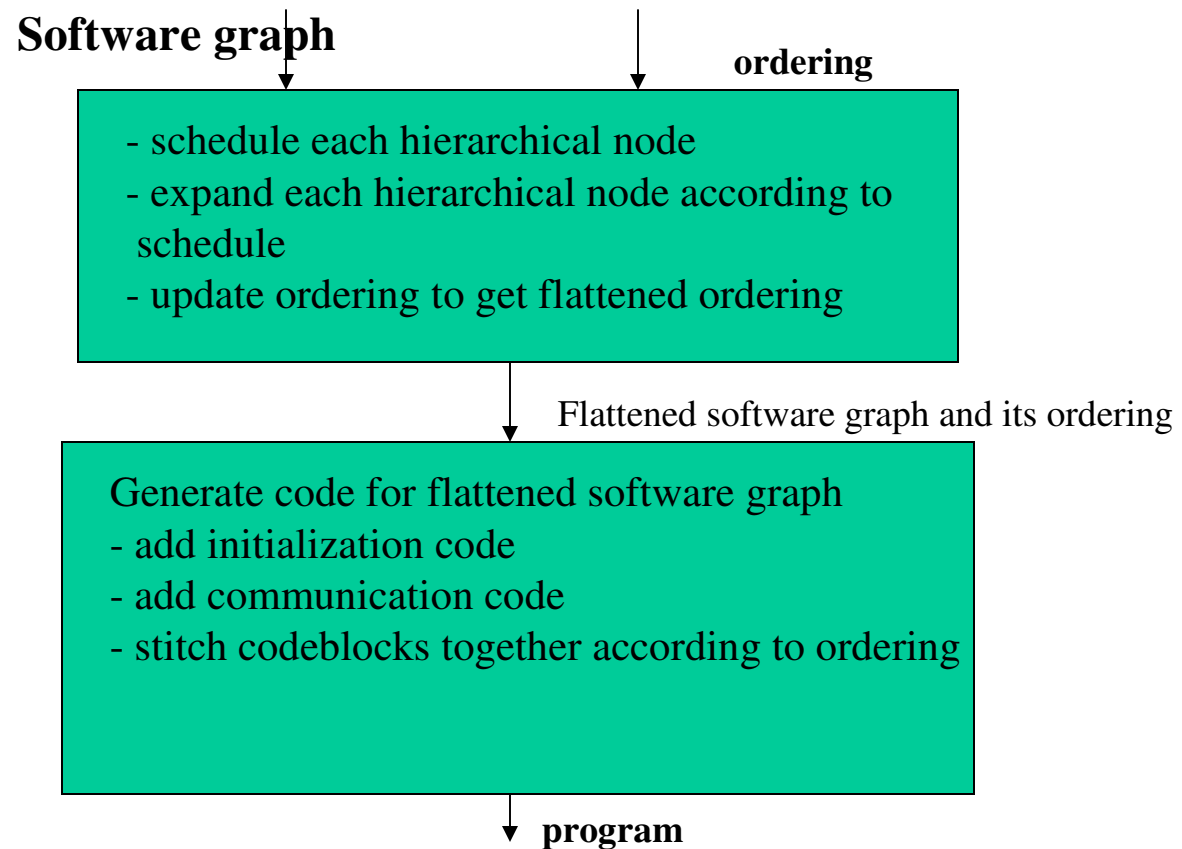 Software graph
ordering
- schedule each hierarchical node
- expand each hierarchical node according to
schedule
- update ordering to get flattened ordering
Flattened software graph and its ordering
Generate code for flattened software graph
- add initialization code
- add communication code
- stitch codeblocks together according to ordering
program